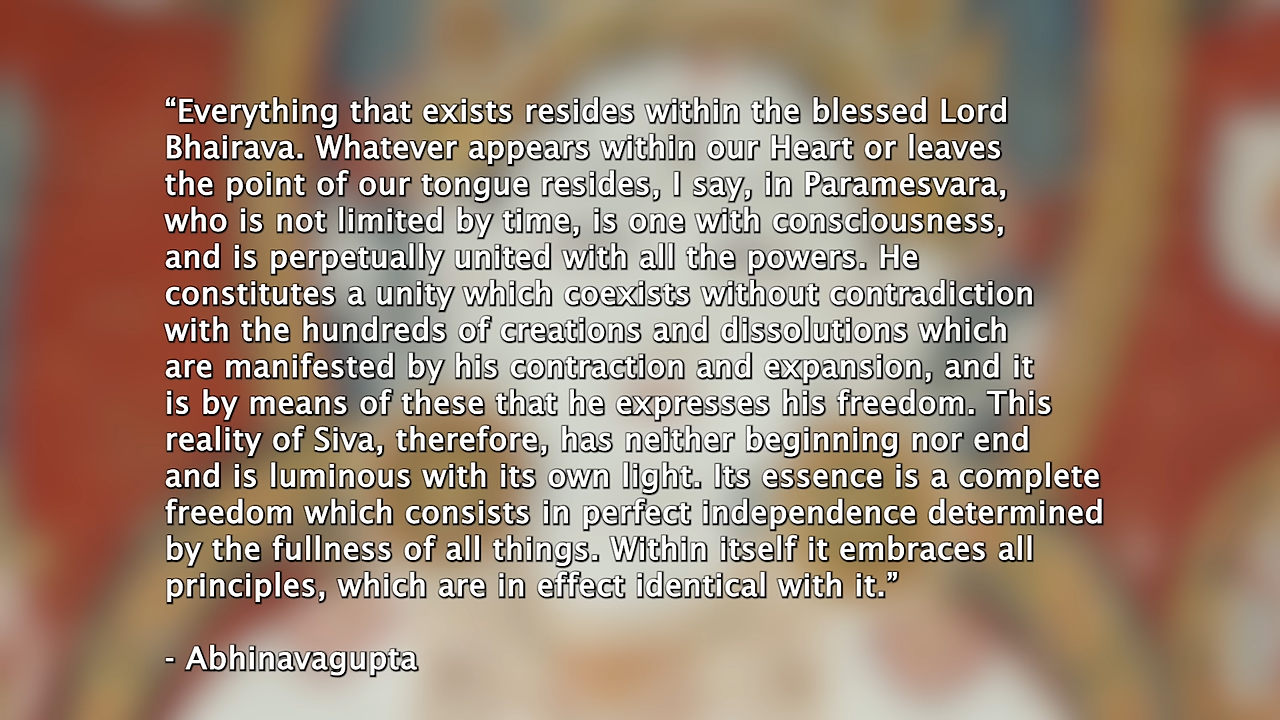 “Everything that exists resides within the blessed Lord
Bhairava. Whatever appears within our Heart or leaves
the point of our tongue resides, I say, in Paramesvara,
who is not limited by time, is one with consciousness,
and is perpetually united with all the powers. He
constitutes a unity which coexists without contradiction
with the hundreds of creations and dissolutions which
are manifested by his contraction and expansion, and it
is by means of these that he expresses his freedom. This
reality of Siva, therefore, has neither beginning nor end
and is luminous with its own light. Its essence is a complete
freedom which consists in perfect independence determined
by the fullness of all things. Within itself it embraces all
principles, which are in effect identical with it.”
- Abhinavagupta